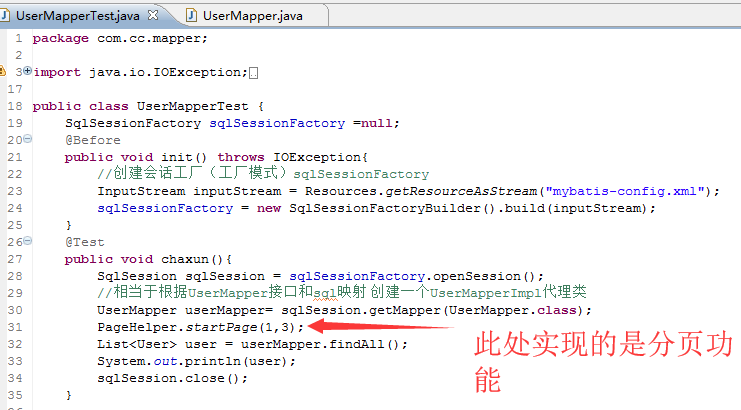 UserMapperTest.java UserMapper.java
1 package com.cc.mapper;
2
3 import java.io.IOException;
17
18 public class UserMapperTest {
19 SqlSessionFactory sqlSessionFactory =null;
20 @Before
21 public void init() throws IOException{
22 //创建会话工厂（工厂模式）sqlSessionFactory
23 InputStream inputStream = Resources.getResourceAsStream("mybatis-config.xml");
24 sqlSessionFactory = new SqlSessionFactoryBuilder().build(inputStream);
25 }
26 @Test
27 public void chaxun(){
28 SqlSession sqlSession = sqlSessionFactory.openSession();
29 //相当于根据UserMapper接口和sql映射 创建一个UserMapperImpl代理类
30 UserMapper userMapper= sqlSession.getMapper(UserMapper.class);
31 PageHelper.startPage(1,3);
32 List<User> user = userMapper.findAll();
33 System.out.println(user);
34 sqlSession.close();
35 }
此处实现的是分页功
能